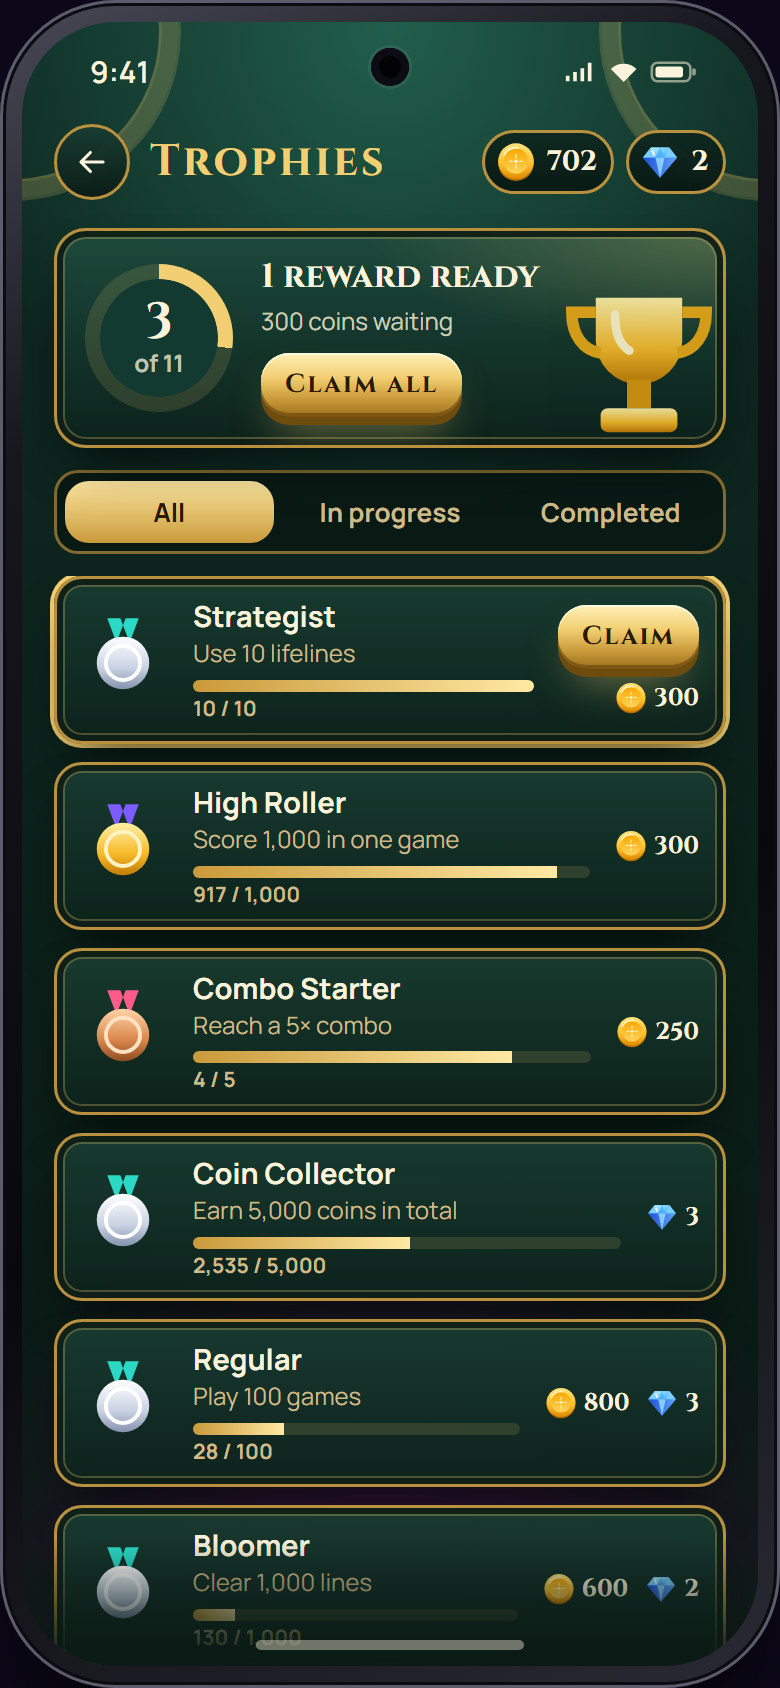 9:41
Trophies
702
2
3
of 11
1 reward ready
300 coins waiting
Claim all
All
In progress
Completed
Strategist
Use 10 lifelines
10 / 10
Claim
300
High Roller
Score 1,000 in one game
917 / 1,000
300
Combo Starter
Reach a 5× combo
4 / 5
250
Coin Collector
Earn 5,000 coins in total
2,535 / 5,000
3
Regular
Play 100 games
28 / 100
800
3
Bloomer
Clear 1,000 lines
130 / 1,000
600
2